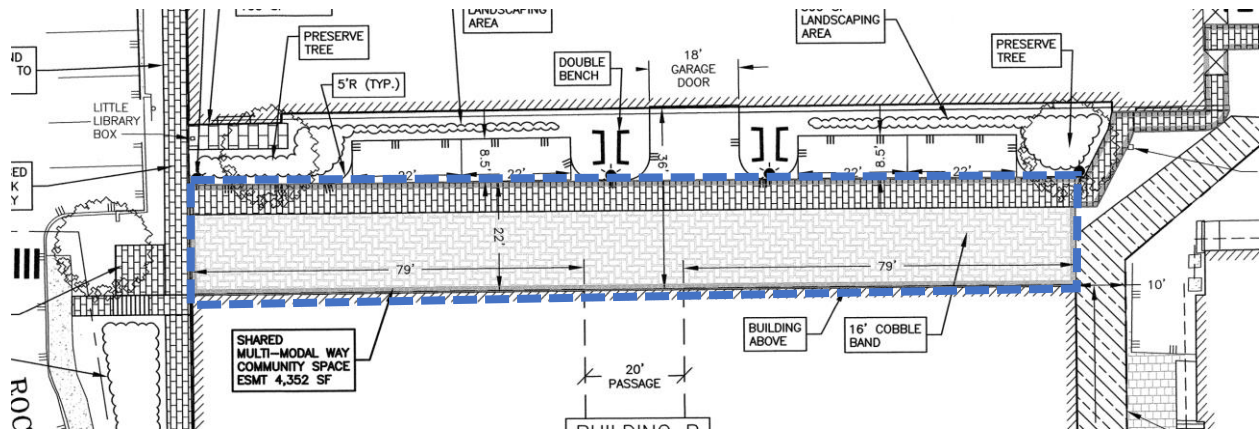 LANDSCAPING
AREA
LANDSCAPING
AREA
PRESERVE
TREE
DOUBLE
BENCH
18'
GARAGE
DOOR
PRESERVE
TREE
5'R (TYP.)
LITTLE
LIBRARY
BOX
TO
8.5'
36'
8.5'
22'
22'
22'
22'
22'
79'
79'
10'
SHARED
MULTI-MODAL WAY
COMMUNITY SPACE
ESMT 4,352 SF
BUILDING
ABOVE
16' COBBLE
BAND
20'
PASSAGE
ROC